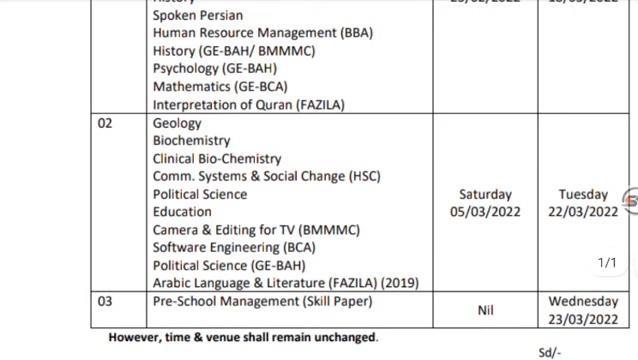 Spoken Persian
Human Resource Management (BBA)
History (GE-BAH/ BMMMC)
Psychology (GE-BAH)
Mathematics (GE-BCA)
Interpretation of Quran (FAZILA)
02
Geology
Biochemistry
Clinical Bio-Chemistry
Comm. Systems & Social Change (HSC)
Political Science
Education
Camera & Editing for TV (BMMMC)
Software Engineering (BCA)
Political Science (GE-BAH)
Arabic Language & Literature (FAZILA) (2019)
Saturday
05/03/2022
Tuesday
22/03/2022
1/1
03
Pre-School Management (Skill Paper)
Nil
Wednesday
23/03/2022
However, time & venue shall remain unchanged.
Sd/-